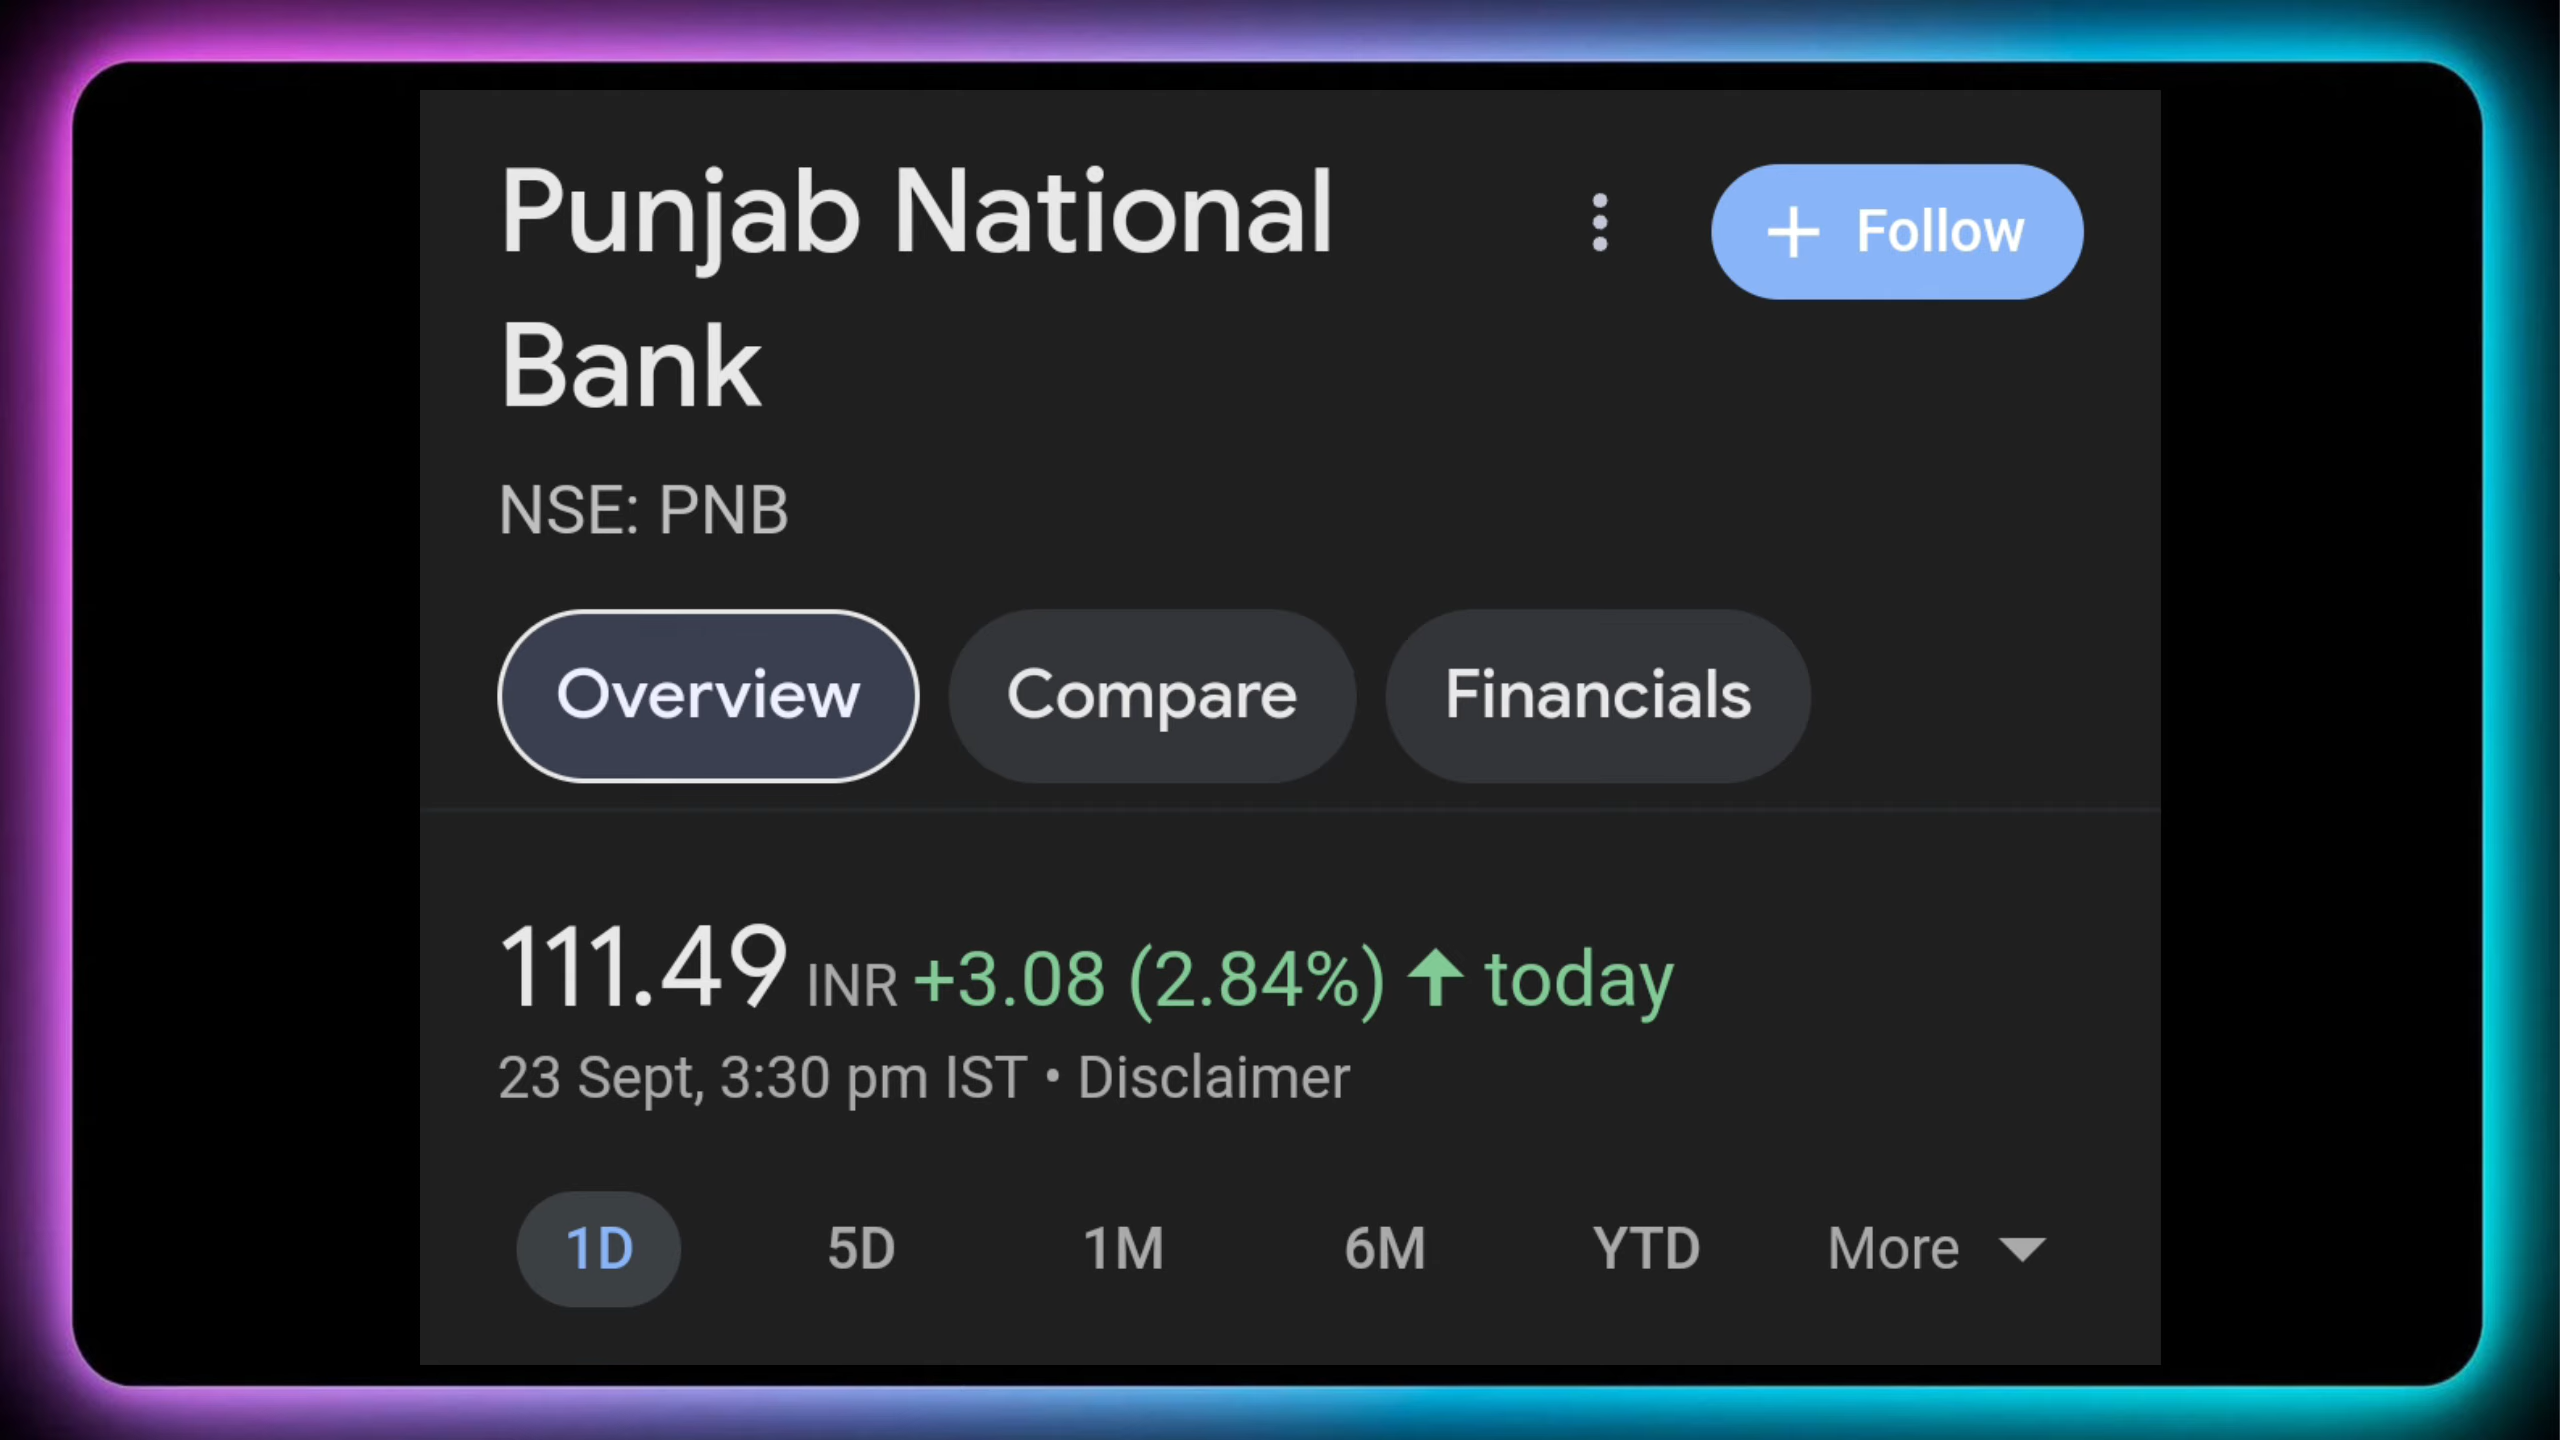 Punjab National
Bank
+ Follow
NSE: PNB
Overview Compare Financials
111.49 INR +3.08 (2.84%) ↑ today
23 Sept, 3:30 pm IST • Disclaimer
1D 5D 1M 6M YTD More